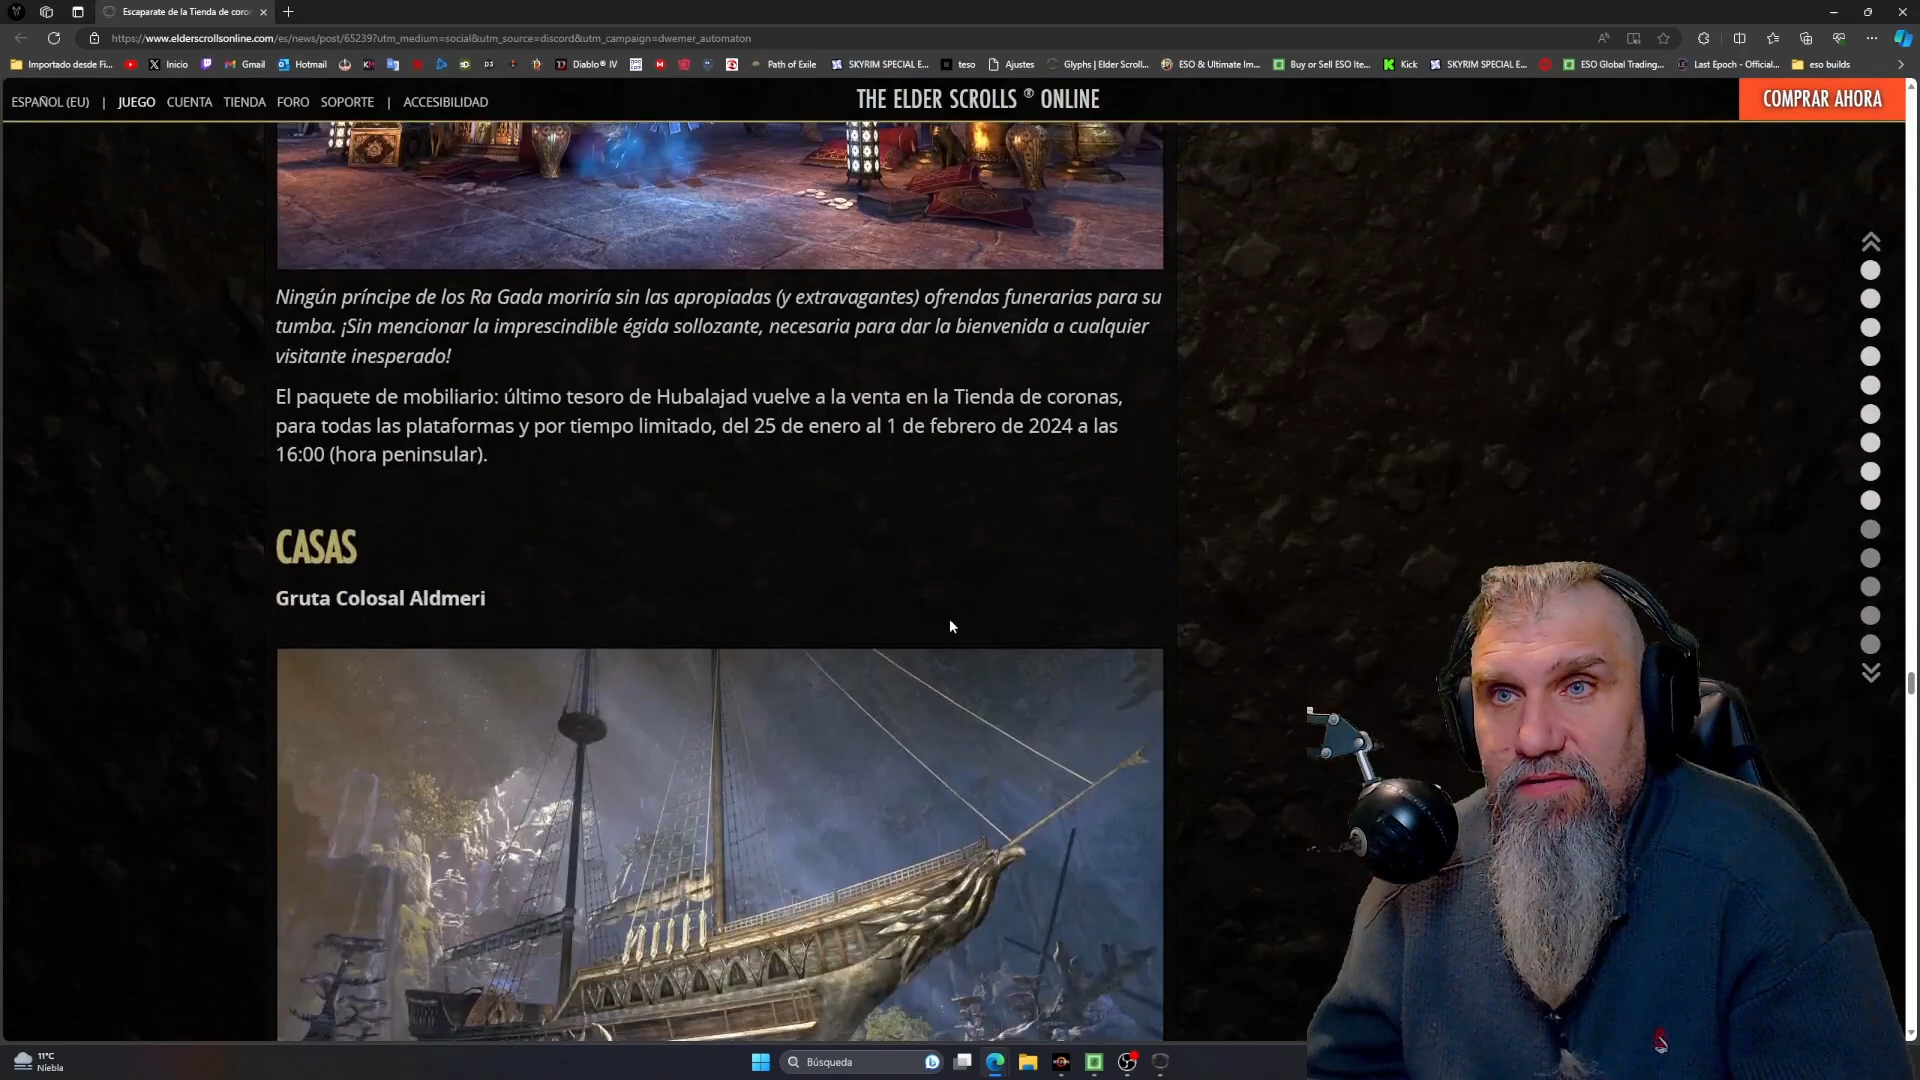 Escaparate de la Tienda de coron
https://www.elderscrollsonline.com/es/news/post/65239?utm_medium=social&utm_source=discord&utm_campaign=dwemer_automaton
Importado desde Fi... Inicio Gmail Hotmail Diablo® IV Path of Exile SKYRIM SPECIAL E... teso Ajustes Glyphs | Elder Scroll... ESO & Ultimate Im... Buy or Sell ESO Ite... Kick SKYRIM SPECIAL E... ESO Global Trading... Last Epoch - Official... eso builds
ESPAÑOL (EU) | JUEGO CUENTA TIENDA FORO SOPORTE | ACCESIBILIDAD THE ELDER SCROLLS ® ONLINE COMPRAR AHORA
Ningún príncipe de los Ra Gada moriría sin las apropiadas (y extravagantes) ofrendas funerarias para su
tumba. ¡Sin mencionar la imprescindible égida sollozante, necesaria para dar la bienvenida a cualquier
visitante inesperado!
El paquete de mobiliario: último tesoro de Hubalajad vuelve a la venta en la Tienda de coronas,
para todas las plataformas y por tiempo limitado, del 25 de enero al 1 de febrero de 2024 a las
16:00 (hora peninsular).
CASAS
Gruta Colosal Aldmeri
11°C
Niebla
Búsqueda